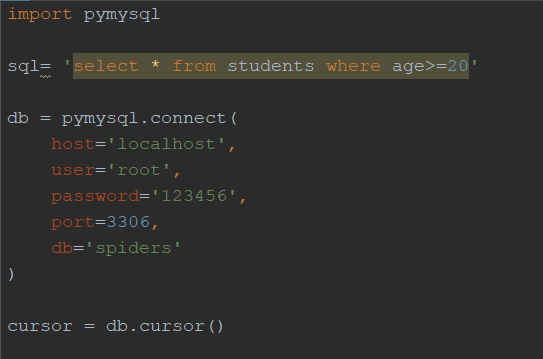 import pymysql
sql= 'select * from students where age>=20'
db = pymysql.connect(
    host='localhost',
    user='root',
    password='123456',
    port=3306,
    db='spiders'
)
cursor = db.cursor()